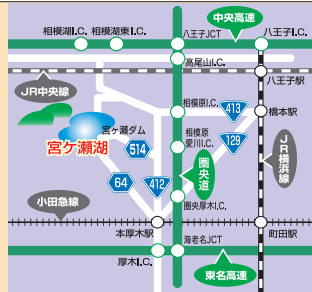 中央高速
相模湖I.C.
相模湖東I.C.
八王子JCT
八王子I.C.
高尾山I.C.
八王子駅
JR中央線
相模原I.C.
413
橋本駅
宮ヶ瀬ダム
宮ケ瀬湖
相模原
愛川I.C.
129
514
JR横浜線
64
412
圏央道
小田急線
圏央厚木I.C.
本厚木駅
町田駅
海老名JCT
厚木I.C.
東名高速